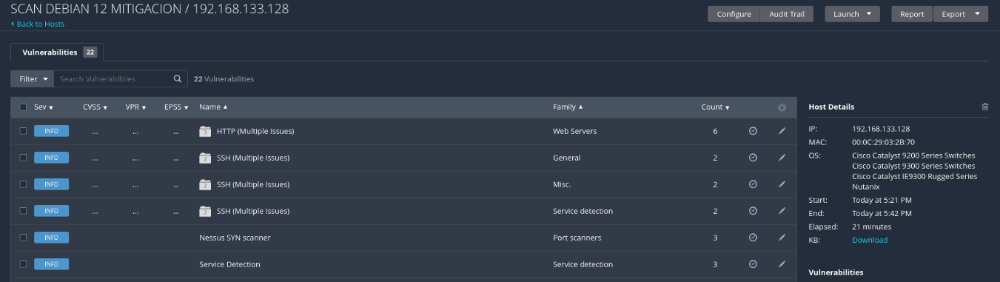 SCAN DEBIAN 12 MITIGACION / 192.168.133.128
Back to Hosts
Configure Audit Trail Launch Report Export
Vulnerabilities 22
Filter Search Vulnerabilities 22 Vulnerabilities
Sev CVSS VPR EPSS Name Family Count
INFO ... ... ... 3 HTTP (Multiple Issues) Web Servers 6
INFO ... ... ... 2 SSH (Multiple Issues) General 2
INFO ... ... ... 2 SSH (Multiple Issues) Misc. 2
INFO ... ... ... 2 SSH (Multiple Issues) Service detection 2
INFO Nessus SYN scanner Port scanners 3
INFO Service Detection Service detection 3
Host Details
IP: 192.168.133.128
MAC: 00:0C:29:03:2B:70
OS: Cisco Catalyst 9200 Series Switches
Cisco Catalyst 9300 Series Switches
Cisco Catalyst IE9300 Rugged Series
Nutanix
Start: Today at 5:21 PM
End: Today at 5:42 PM
Elapsed: 21 minutes
KB: Download
Vulnerabilities